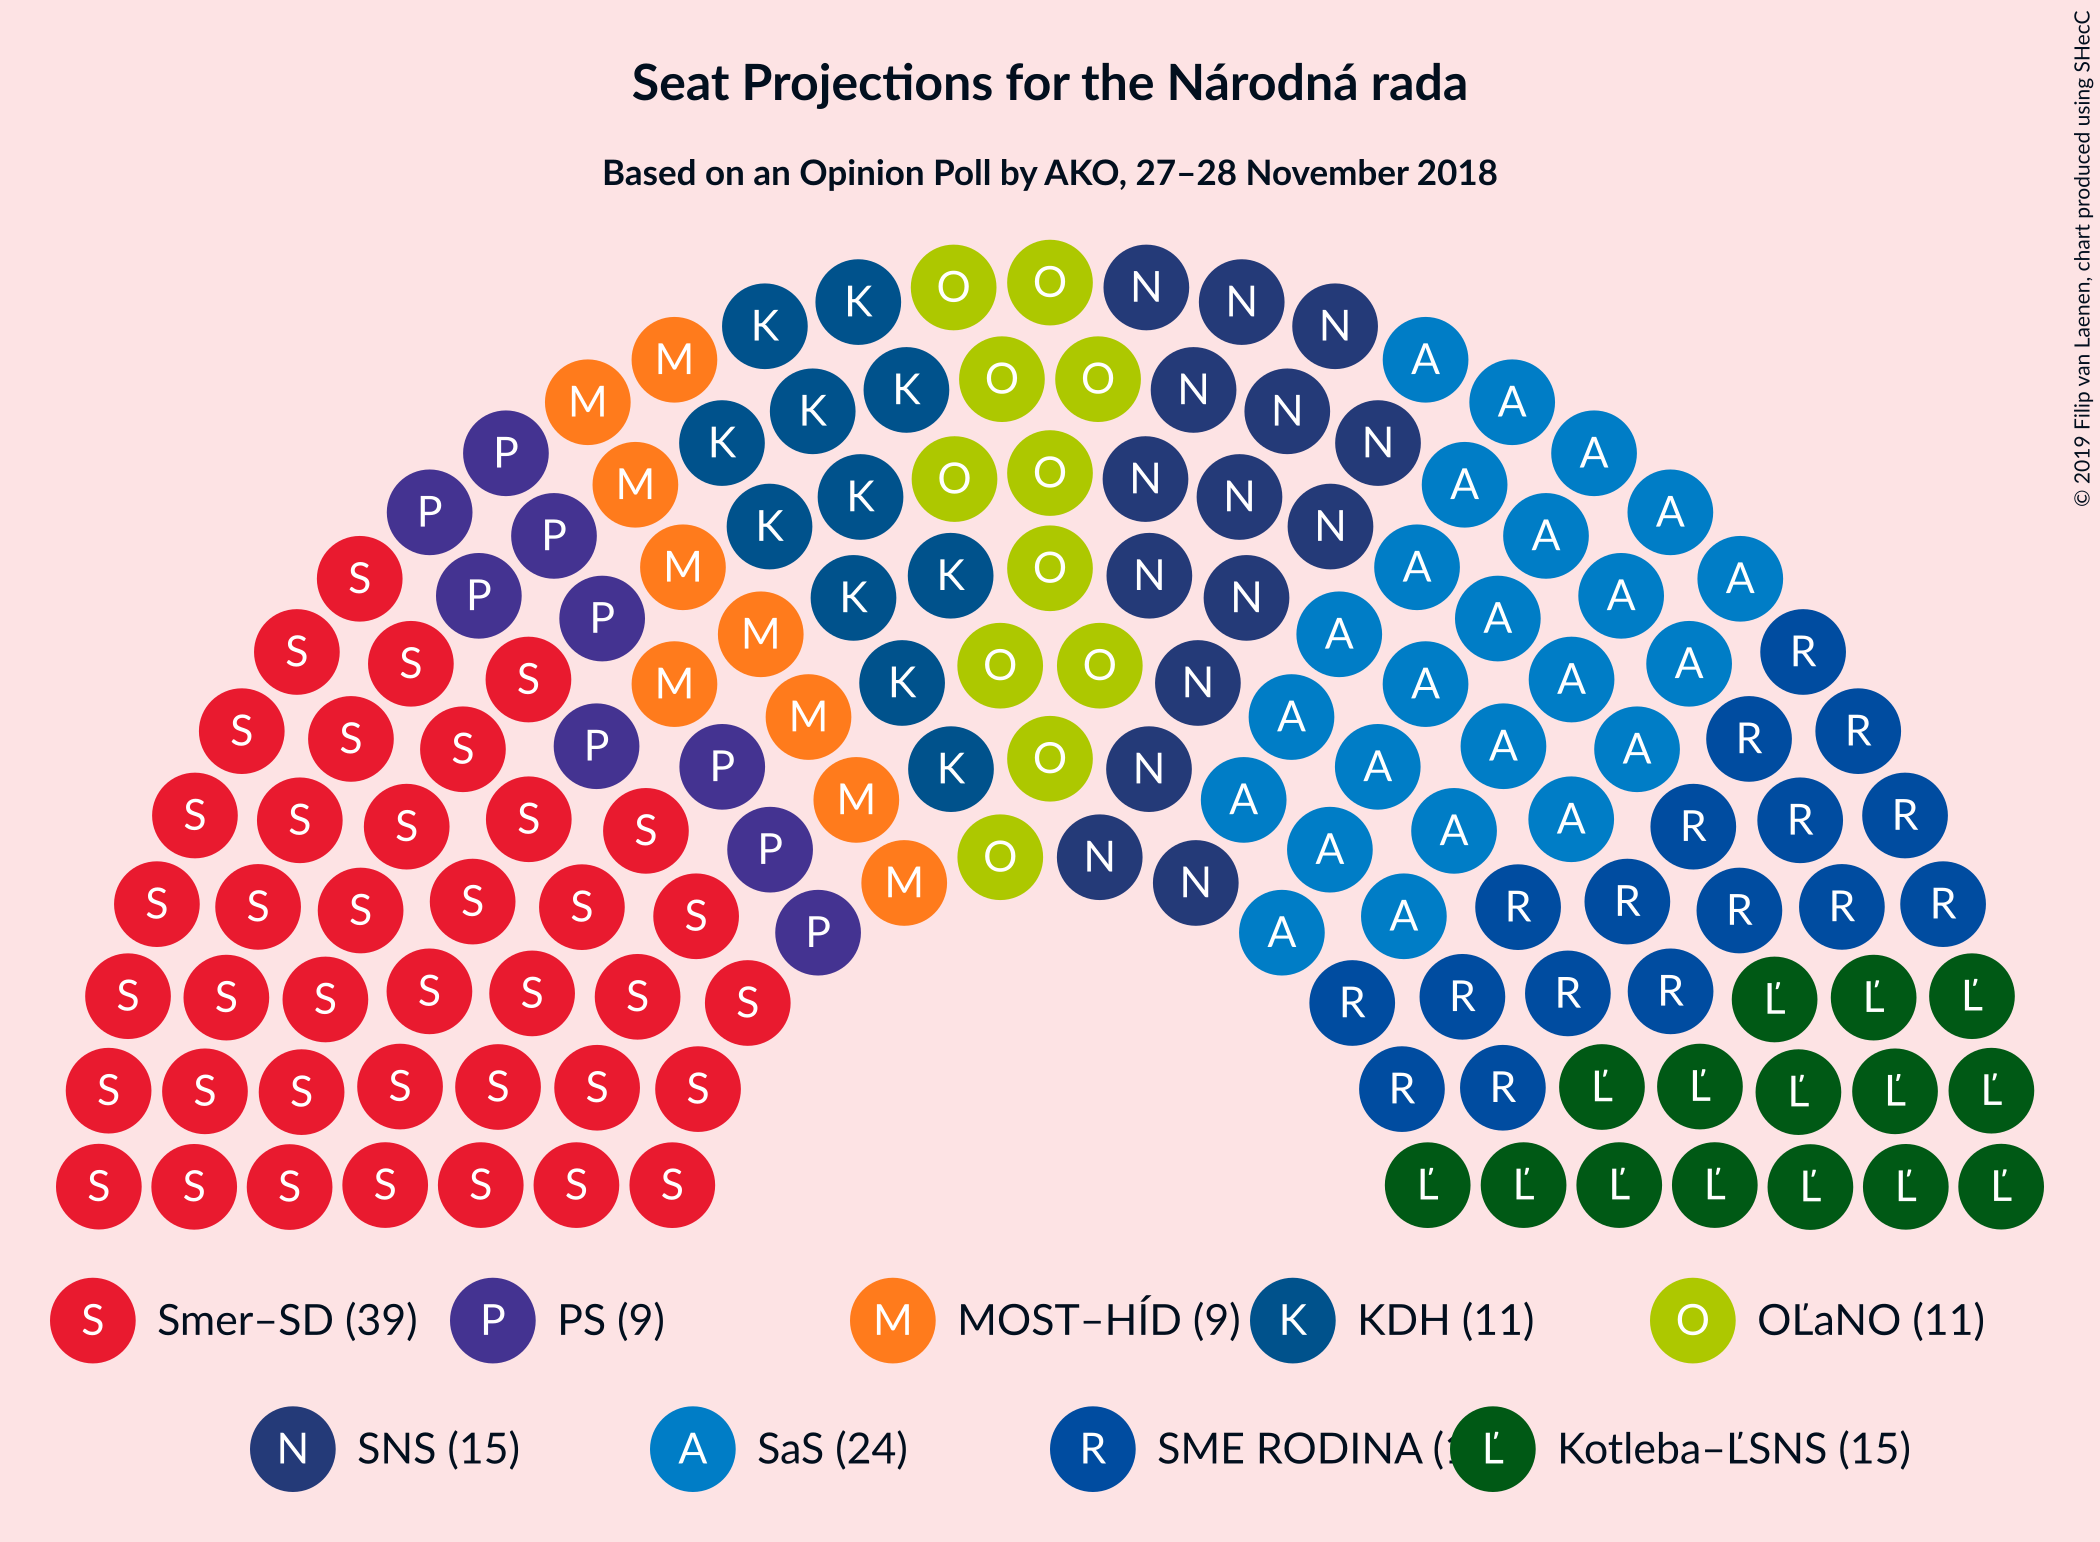 Seat Projections for the Národná rada
Based on an Opinion Poll by AKO, 27–28 November 2018
© 2019 Filip van Laenen, chart produced using SHecC
K K O O N N N
M M K K O O N N A A
P M K K O O N N N A A
P P K N A A
S P M K K O N N A A A
S S S P M M K O O N A A A A A R
S S S P P M K O N A A A A R R
S S S S S P M O N A A A A R R R
S S S S S S P M N A A R R R R R
S S S S S S S R R R R Ľ Ľ Ľ
S S S S S S S R R Ľ Ľ Ľ Ľ Ľ
S S S S S S S Ľ Ľ Ľ Ľ Ľ Ľ Ľ
S Smer–SD (39) P PS (9) M MOST–HÍD (9) K KDH (11) O OĽaNO (11)
N SNS (15) A SaS (24) R SME RODINA Ľ Kotleba–ĽSNS (15)